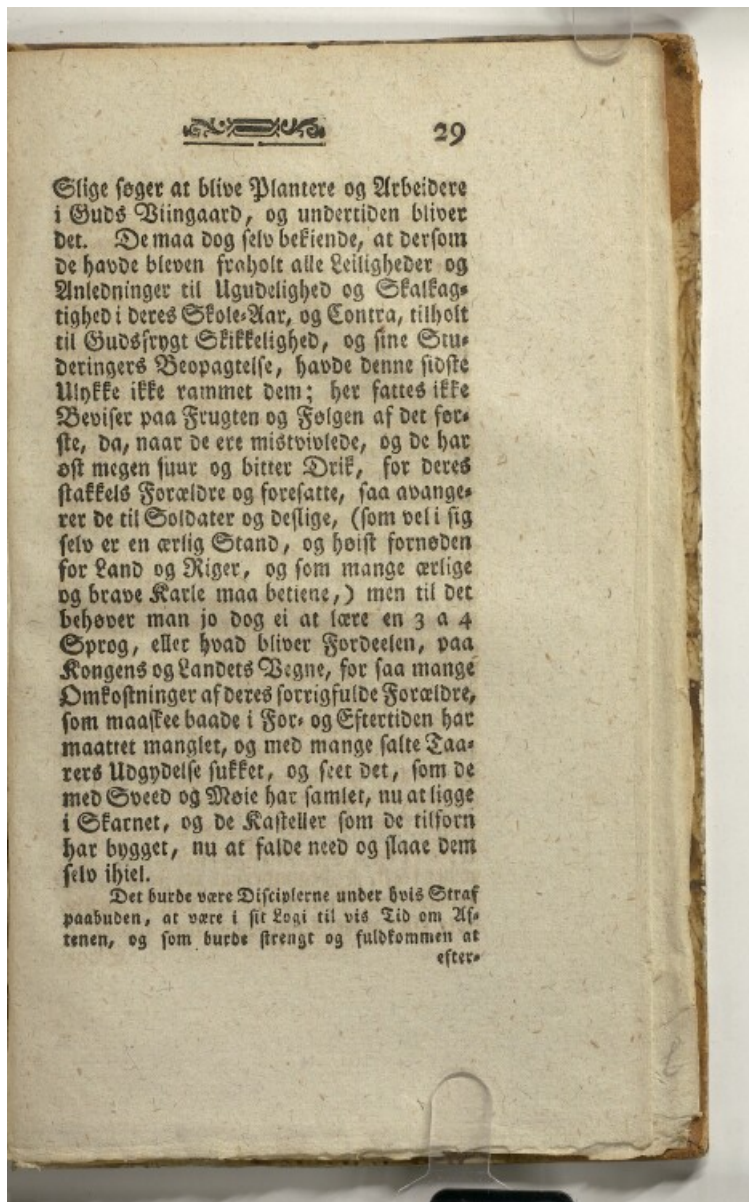 29
Slige søger at blive Plantere og Arbeidere
i Guds Viingaard, og undertiden bliver
det. De maa dog selv bekiende, at dersom
de havde bleven fraholt alle Leiligheder og
Anledninger til Ugudelighed og Skalkag-
tighed i deres Skole-Aar, og Contra, tilholt
til Gudsfrygt Skikkelighed, og sine Stu-
deringers Beopagtelse, havde denne sidste
Ulykke ikke rammet dem; her fattes ikke
Beviser paa Frugten og Følgen af det før-
ste, da, naar de ere mistvivlede, og de har
øst megen suur og bitter Drik, for deres
stakkels Forældre og foresatte, saa avange-
rer de til Soldater og deslige, (som vel i sig
selv er en ærlig Stand, og høist fornøden
for Land og Riger, og som mange ærlige
og brave Karle maa betiene,) men til det
behøver man jo dog ei at lære en 3 a 4
Sprog, eller hvad bliver Fordeelen, paa
Kongens og Landets Vegne, for saa mange
Omkostninger af deres sorrigfulde Forældre,
som maaskee baade i For- og Eftertiden har
maattet manglet, og med mange salte Taa-
rers Udgydelse sukket, og seet det, som de
med Sveed og Møie har samlet, nu at ligge
i Skarnet, og de Kasteller som de tilforn
har bygget, nu at falde need og slaae dem
selv ihiel.
Det burde være Disciplerne under hvis Straf
paabuden, at være i sit Logi til vis Tid om Af-
tenen, og som burde strengt og fuldkommen at
efter-